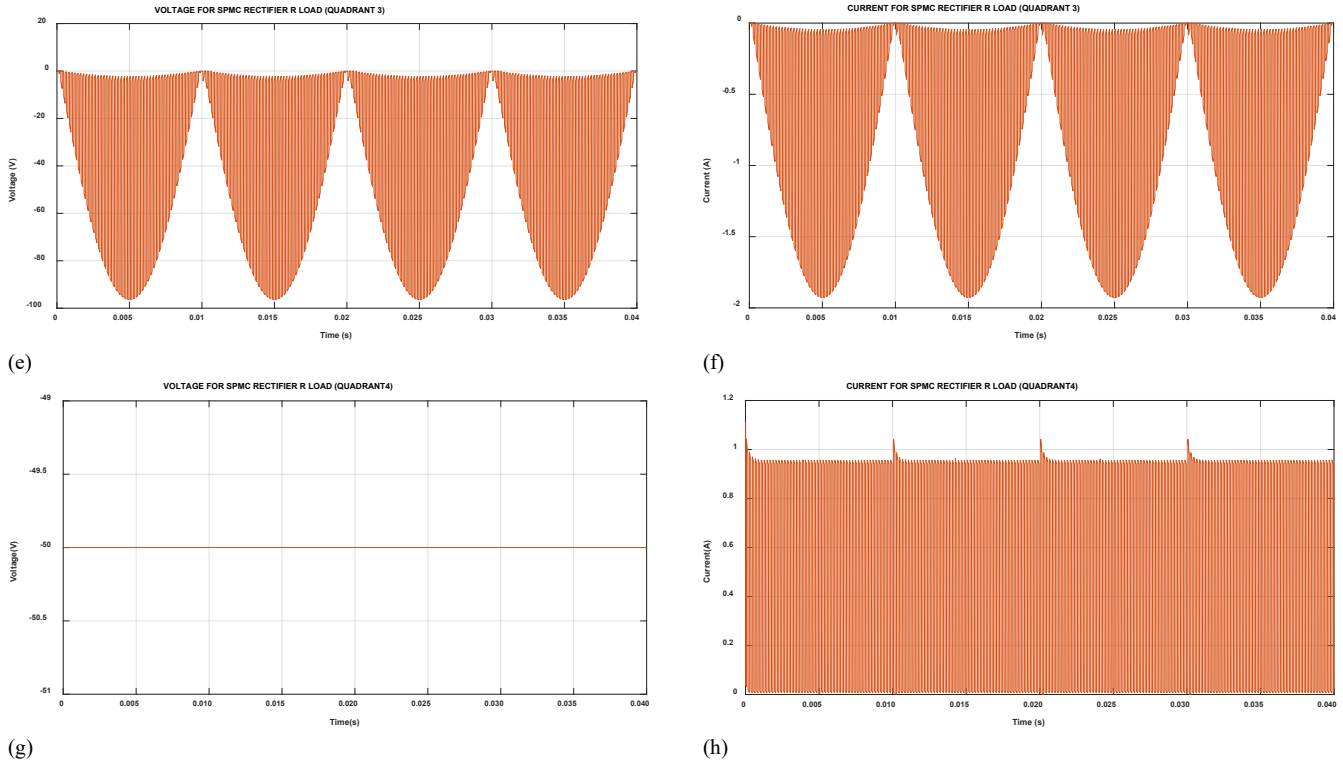 VOLTAGE FOR SPMC RECTIFIER R LOAD (QUADRANT 3)
20
0
-20
-40
-60
-80
-100
Voltage (V)
0 0.005 0.01 0.015 0.02 0.025 0.03 0.035 0.04
Time (s)
(e)
CURRENT FOR SPMC RECTIFIER R LOAD (QUADRANT 3)
0
-0.5
-1
-1.5
-2
Current (A)
0 0.005 0.01 0.015 0.02 0.025 0.03 0.035 0.04
Time (s)
(f)
VOLTAGE FOR SPMC RECTIFIER R LOAD (QUADRANT4)
-49
-49.5
-50
-50.5
-51
Voltage(V)
0 0.005 0.010 0.015 0.02 0.025 0.030 0.035 0.040
Time(s)
(g)
CURRENT FOR SPMC RECTIFIER R LOAD (QUADRANT4)
1.2
1
0.8
0.6
0.4
0.2
0
Current(A)
0 0.005 0.010 0.015 0.020 0.025 0.030 0.035 0.040
Time (s)
(h)